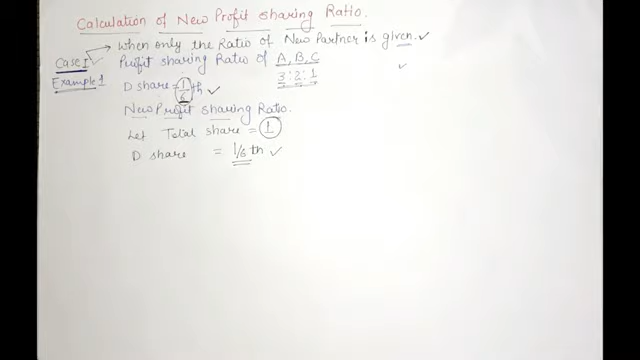 Calculation of New Profit sharing Ratio.
Case I → When only the Ratio of New Partner is given. ✓
Profit sharing Ratio of A, B, C
Example 1 3:2:1
D share = 1/6 th ✓
New Profit sharing Ratio.
Let Total share = 1
D share = 1/6 th ✓